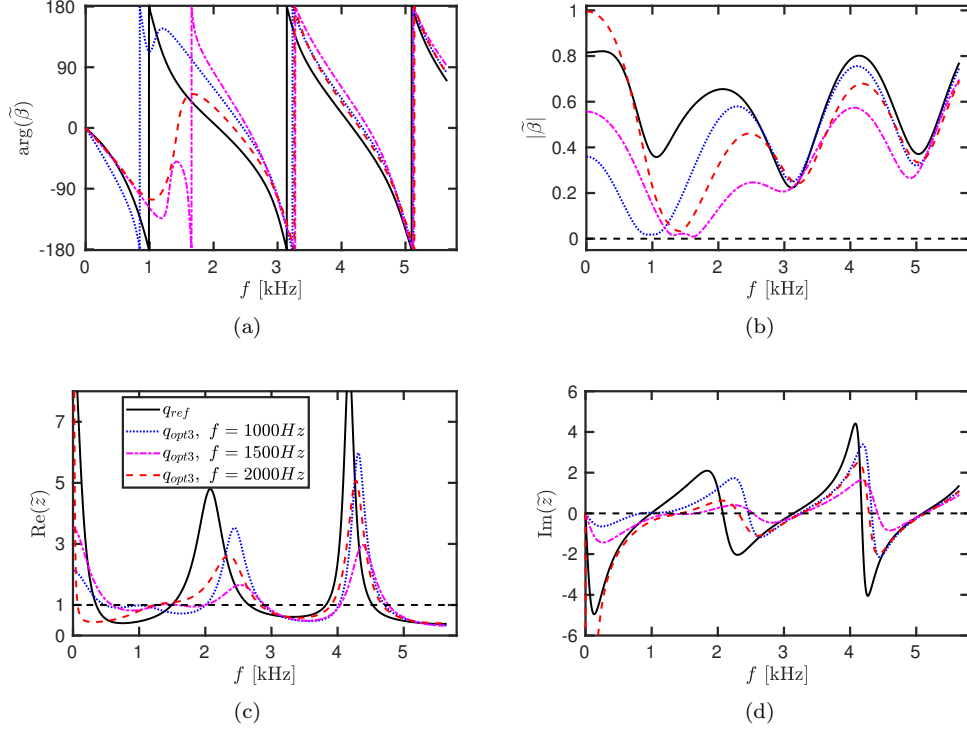 180
90
0
-90
-180
arg(β̃)
0 1 2 3 4 5
f [kHz]
(a)
1
0.8
0.6
0.4
0.2
0
|β̃|
0 1 2 3 4 5
f [kHz]
(b)
7
5
3
1
0
Re(z̃)
q_ref
q_opt3, f = 1000Hz
q_opt3, f = 1500Hz
q_opt3, f = 2000Hz
0 1 2 3 4 5
f [kHz]
(c)
6
4
2
0
-2
-4
-6
Im(z̃)
0 1 2 3 4 5
f [kHz]
(d)